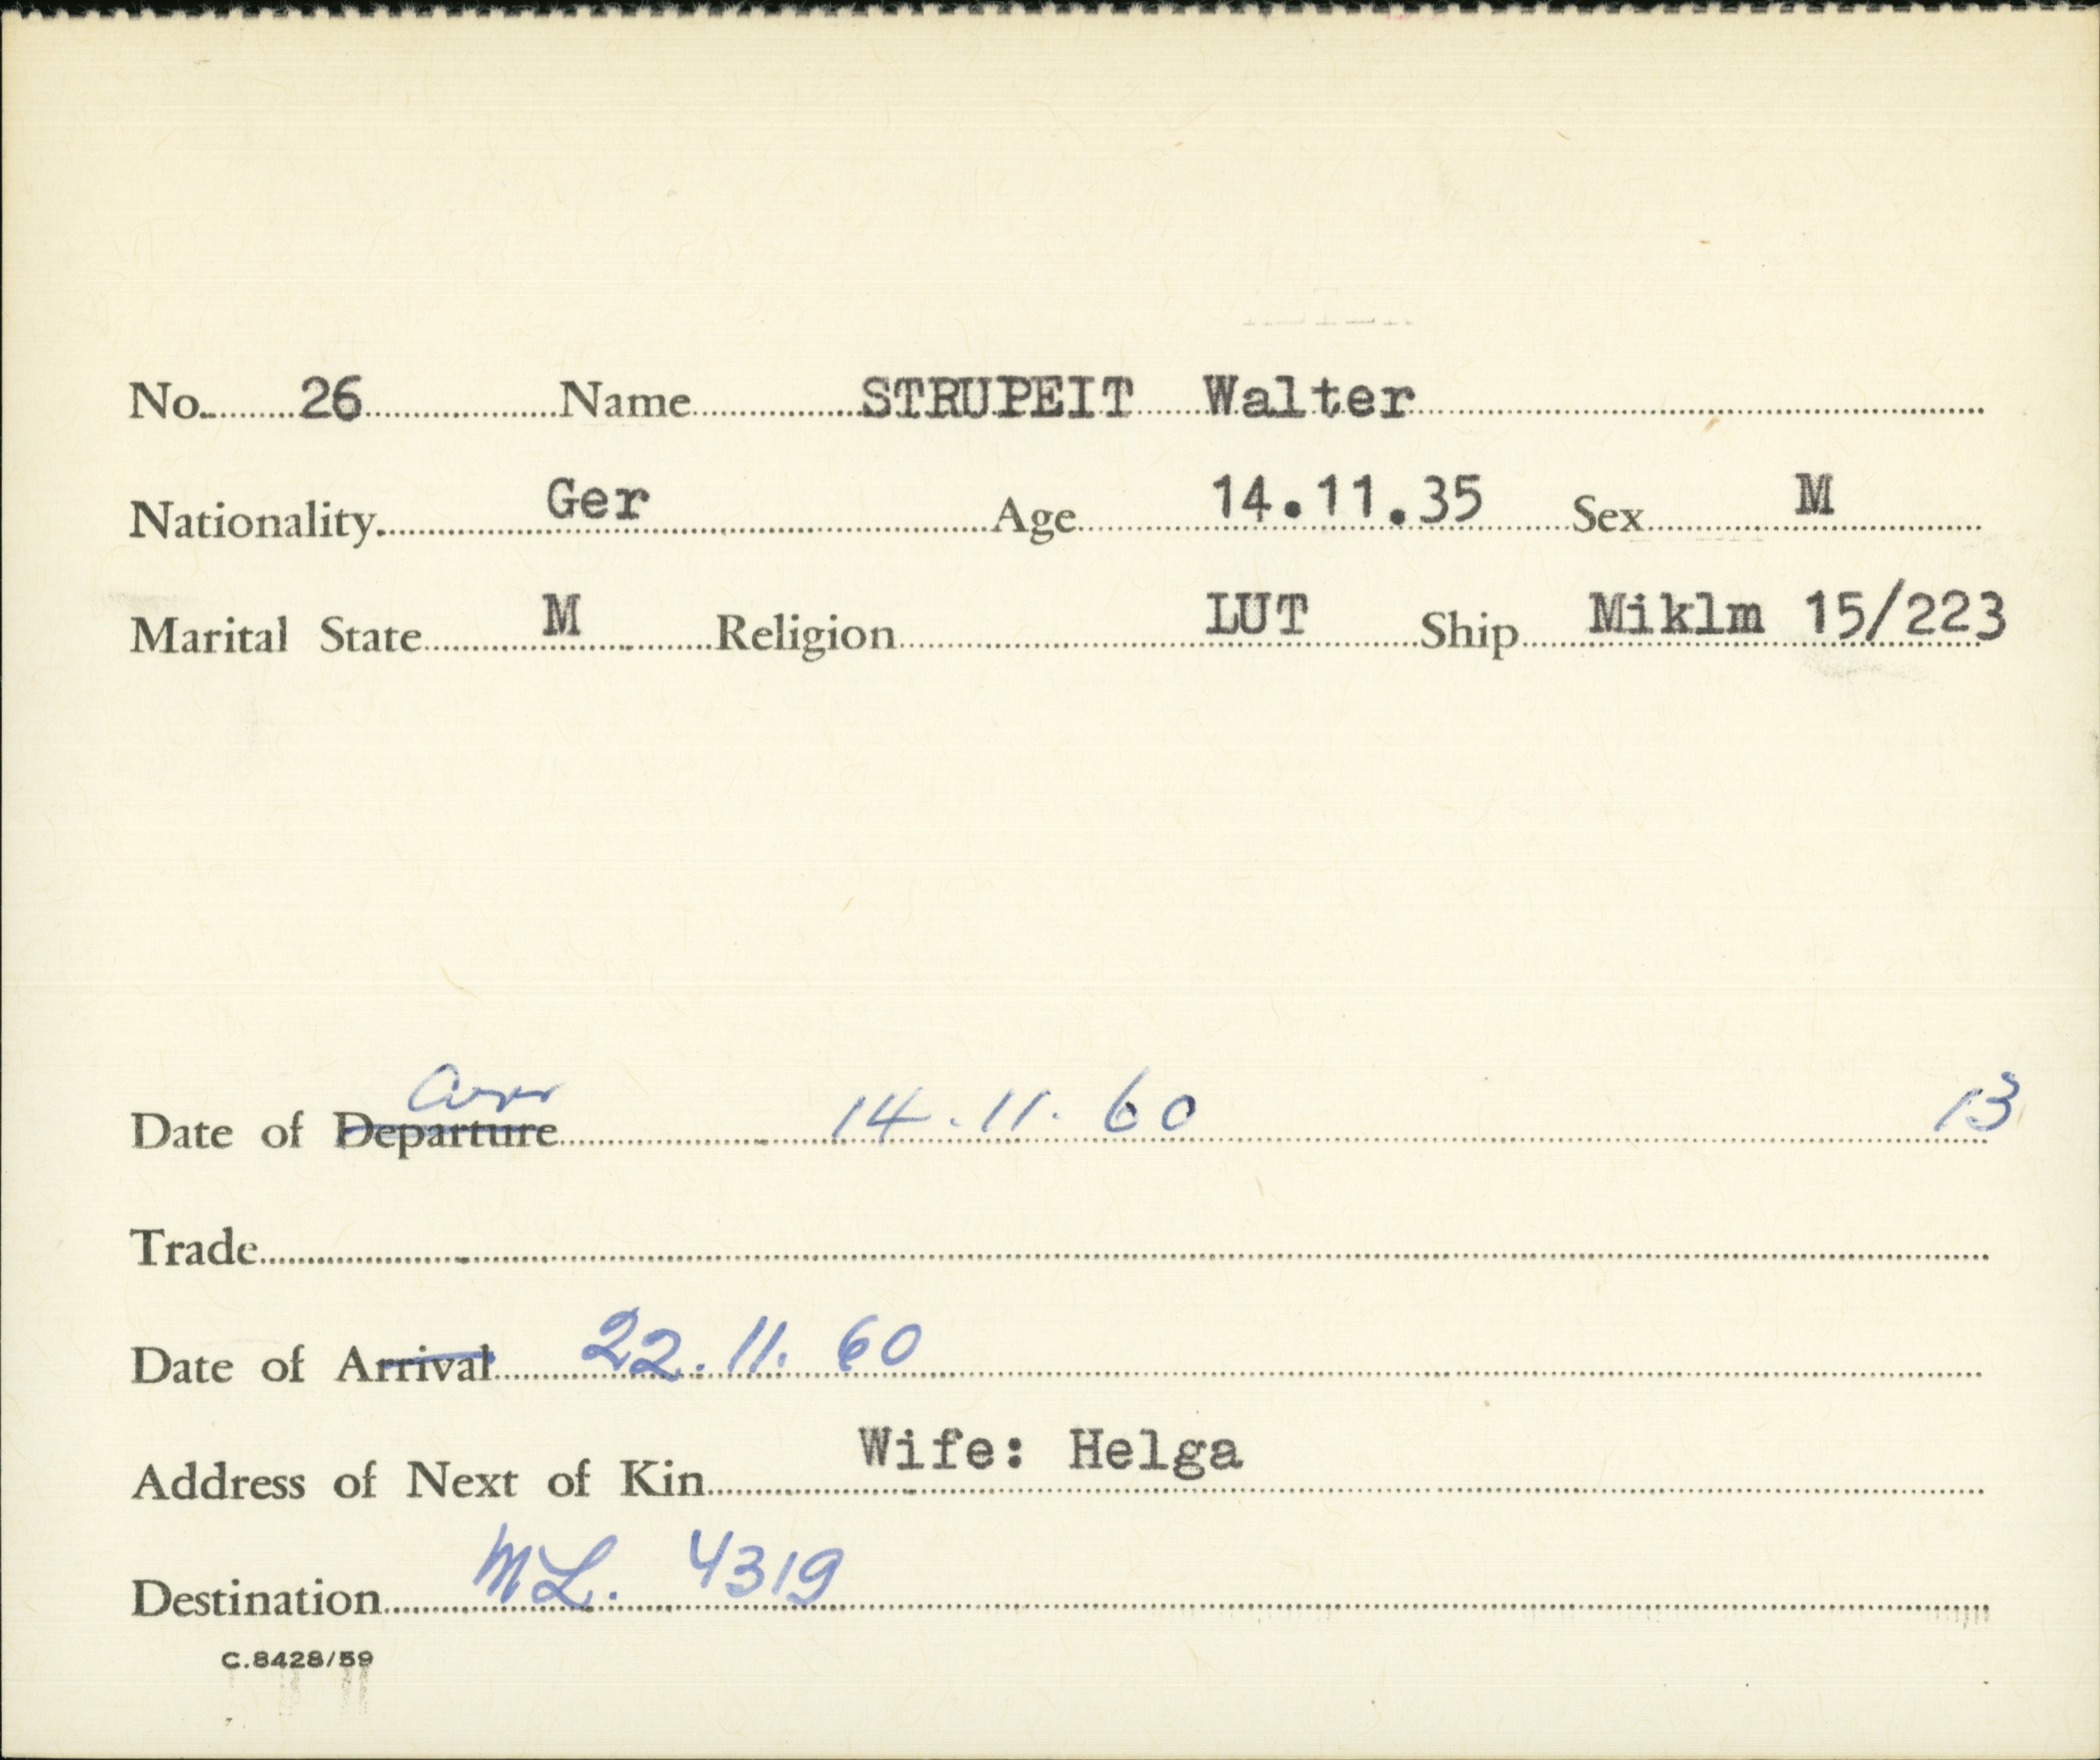 No. 26 Name STRUPEIT Walter
Nationality Ger Age 14.11.35 Sex M
Marital State M Religion LUT Ship Miklm 15/223
Arr
Date of Departure 14.11.60 13
Trade
Date of Arrival 22.11.60
Address of Next of Kin Wife: Helga
Destination ML. 4319
C.8428/59